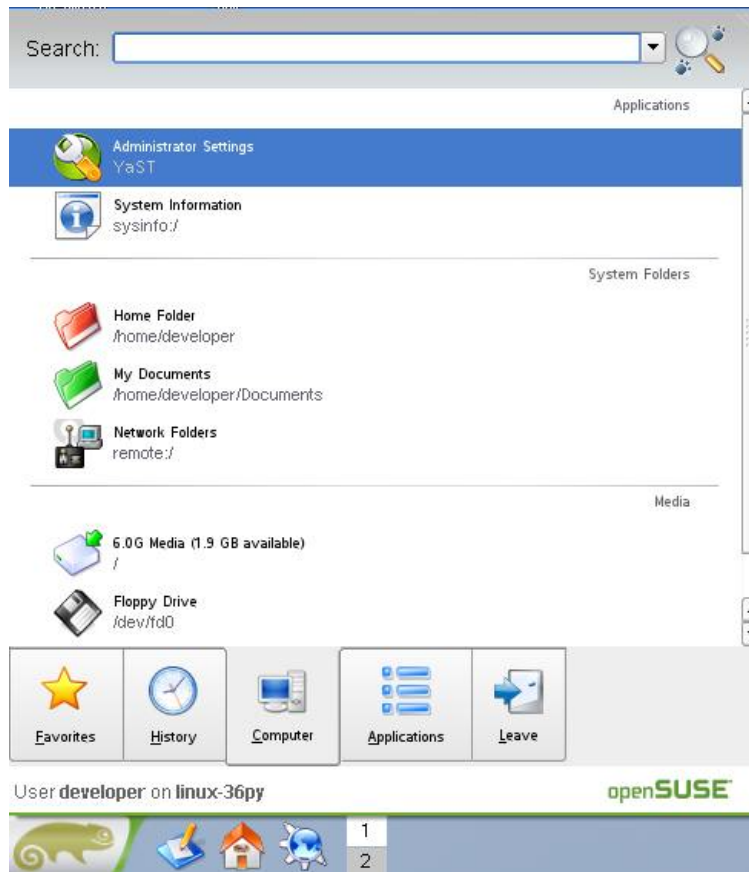 Search:
Applications
Administrator Settings
YaST
System Information
sysinfo:/
System Folders
Home Folder
/home/developer
My Documents
/home/developer/Documents
Network Folders
remote:/
Media
6.0G Media (1.9 GB available)
/
Floppy Drive
/dev/fd0
Favorites History Computer Applications Leave
User developer on linux-36py
openSUSE
1
2